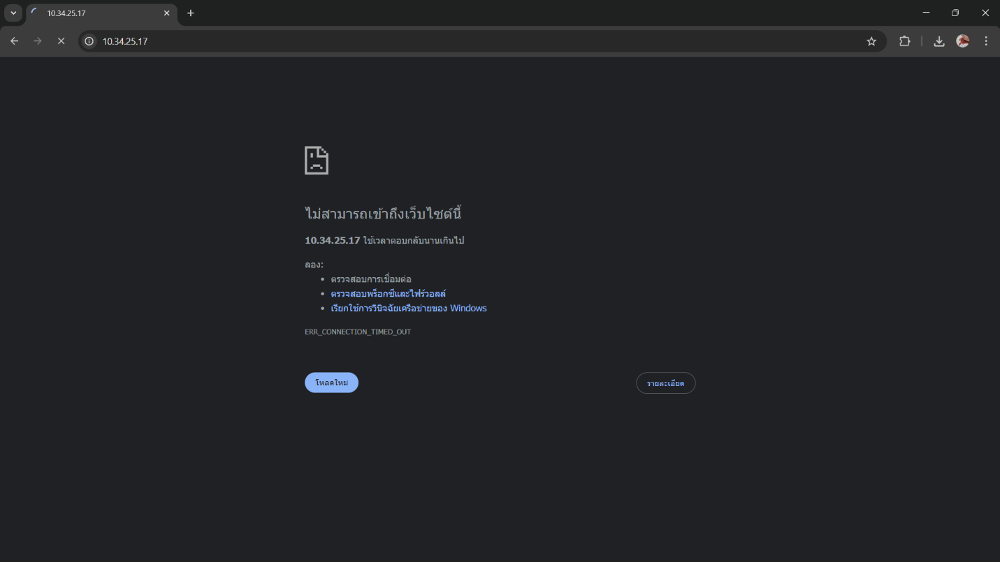 10.34.25.17
10.34.25.17
ไม่สามารถเข้าถึงเว็บไซต์นี้
10.34.25.17 ใช้เวลาตอบกลับนานเกินไป
ลอง:
ตรวจสอบการเชื่อมต่อ
ตรวจสอบพร็อกซีและไฟร์วอลล์
เรียกใช้การวินิจฉัยเครือข่ายของ Windows
ERR_CONNECTION_TIMED_OUT
โหลดใหม่
รายละเอียด